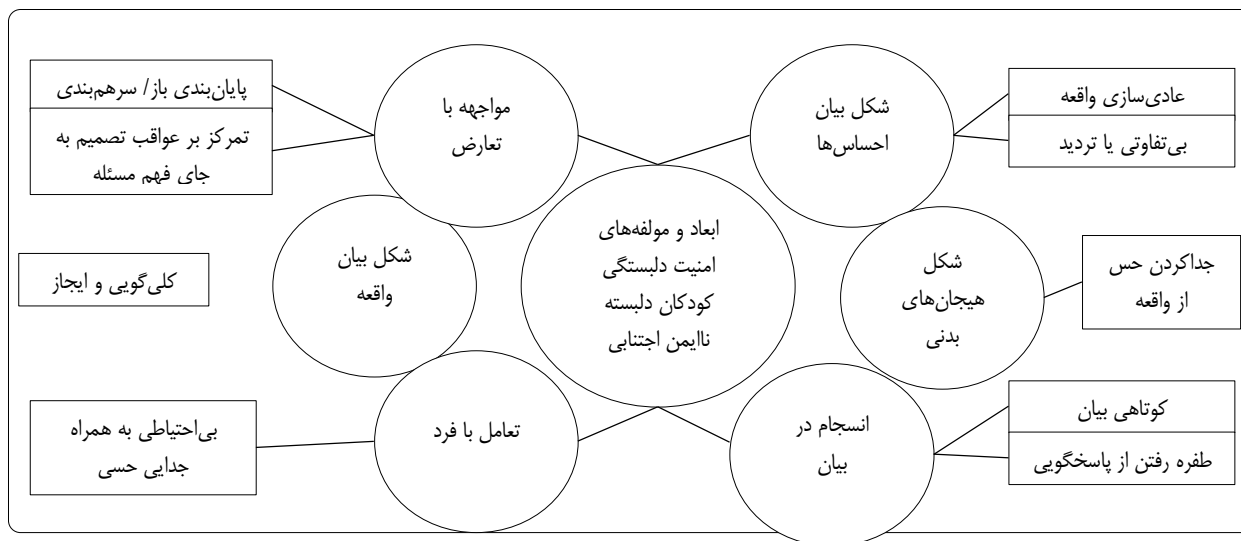 شکل بیان
احساس‌ها
عادی‌سازی واقعه
بی‌تفاوتی یا تردید
مواجهه با
تعارض
پایان‌بندی باز/ سرهم‌بندی
تمرکز بر عواقب تصمیم به
جای فهم مسئله
ابعاد و مولفه‌های
امنیت دلبستگی
کودکان دلبسته
ناایمن اجتنابی
شکل
هیجان‌های
بدنی
جداکردن حس
از واقعه
شکل بیان
واقعه
کلی‌گویی و ایجاز
انسجام در
بیان
کوتاهی بیان
طفره رفتن از پاسخگویی
تعامل با فرد
بی‌احتیاطی به همراه
جدایی حسی